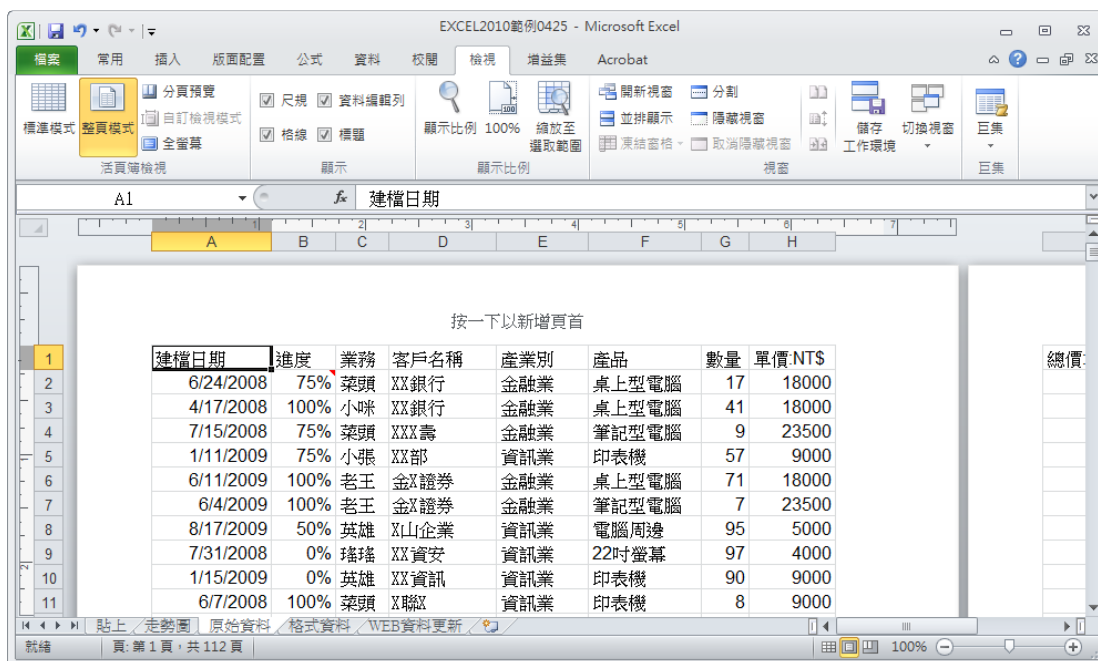 EXCEL2010範例0425 - Microsoft Excel
檔案 常用 插入 版面配置 公式 資料 校閱 檢視 增益集 Acrobat
標準模式 整頁模式 分頁預覽 自訂檢視模式 全螢幕
活頁簿檢視
尺規 資料編輯列
格線 標題
顯示
顯示比例 100% 縮放至選取範圍
顯示比例
開新視窗 分割
並排顯示 隱藏視窗
凍結窗格 取消隱藏視窗
儲存工作環境 切換視窗
視窗
巨集
巨集
A1 fx 建檔日期
1 2 3 4 5 6 7
A B C D E F G H
按一下以新增頁首
1 建檔日期 進度 業務 客戶名稱 產業別 產品 數量 單價:NT$ 總價:
2 6/24/2008 75% 菜頭 XX銀行 金融業 桌上型電腦 17 18000
3 4/17/2008 100% 小咪 XX銀行 金融業 桌上型電腦 41 18000
4 7/15/2008 75% 菜頭 XXX壽 金融業 筆記型電腦 9 23500
5 1/11/2009 75% 小張 XX部 資訊業 印表機 57 9000
6 6/11/2009 100% 老王 金X證券 金融業 桌上型電腦 71 18000
7 6/4/2009 100% 老王 金X證券 金融業 筆記型電腦 7 23500
8 8/17/2009 50% 英雄 X山企業 資訊業 電腦周邊 95 5000
9 7/31/2008 0% 瑤瑤 XX資安 資訊業 22吋螢幕 97 4000
10 1/15/2009 0% 英雄 XX資訊 資訊業 印表機 90 9000
11 6/7/2008 100% 菜頭 X聯X 資訊業 印表機 8 9000
貼上 走勢圖 原始資料 格式資料 WEB資料更新
就緒 頁: 第 1 頁，共 112 頁 100%